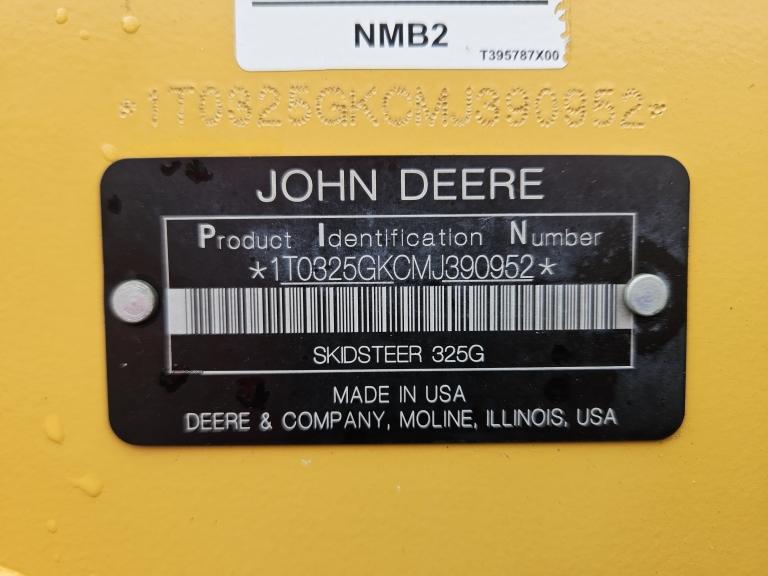 NMB2
T395787X00
*1T0325GKCMJ390952*
JOHN DEERE
Product Identification Number
*1T0325GKCMJ390952*
SKIDSTEER 325G
MADE IN USA
DEERE & COMPANY, MOLINE, ILLINOIS, USA